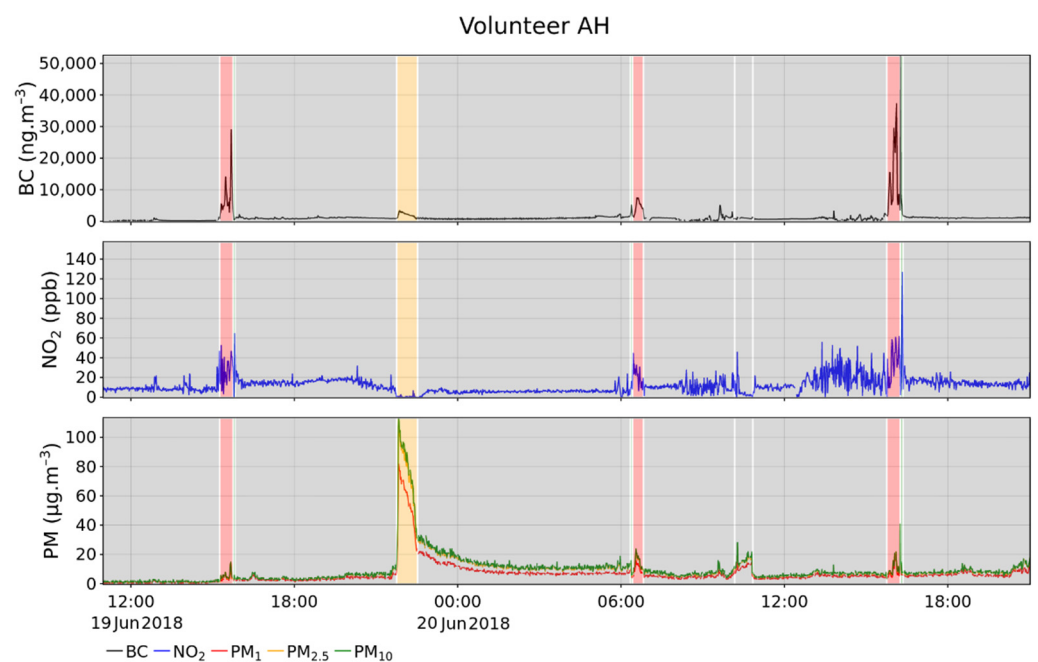 Volunteer AH
BC (ng.m⁻³)
50,000
40,000
30,000
20,000
10,000
0
NO₂ (ppb)
140
120
100
80
60
40
20
0
PM (µg.m⁻³)
100
80
60
40
20
0
12:00 18:00 00:00 06:00 12:00 18:00
19 Jun 2018 20 Jun 2018
BC NO₂ PM₁ PM₂.₅ PM₁₀